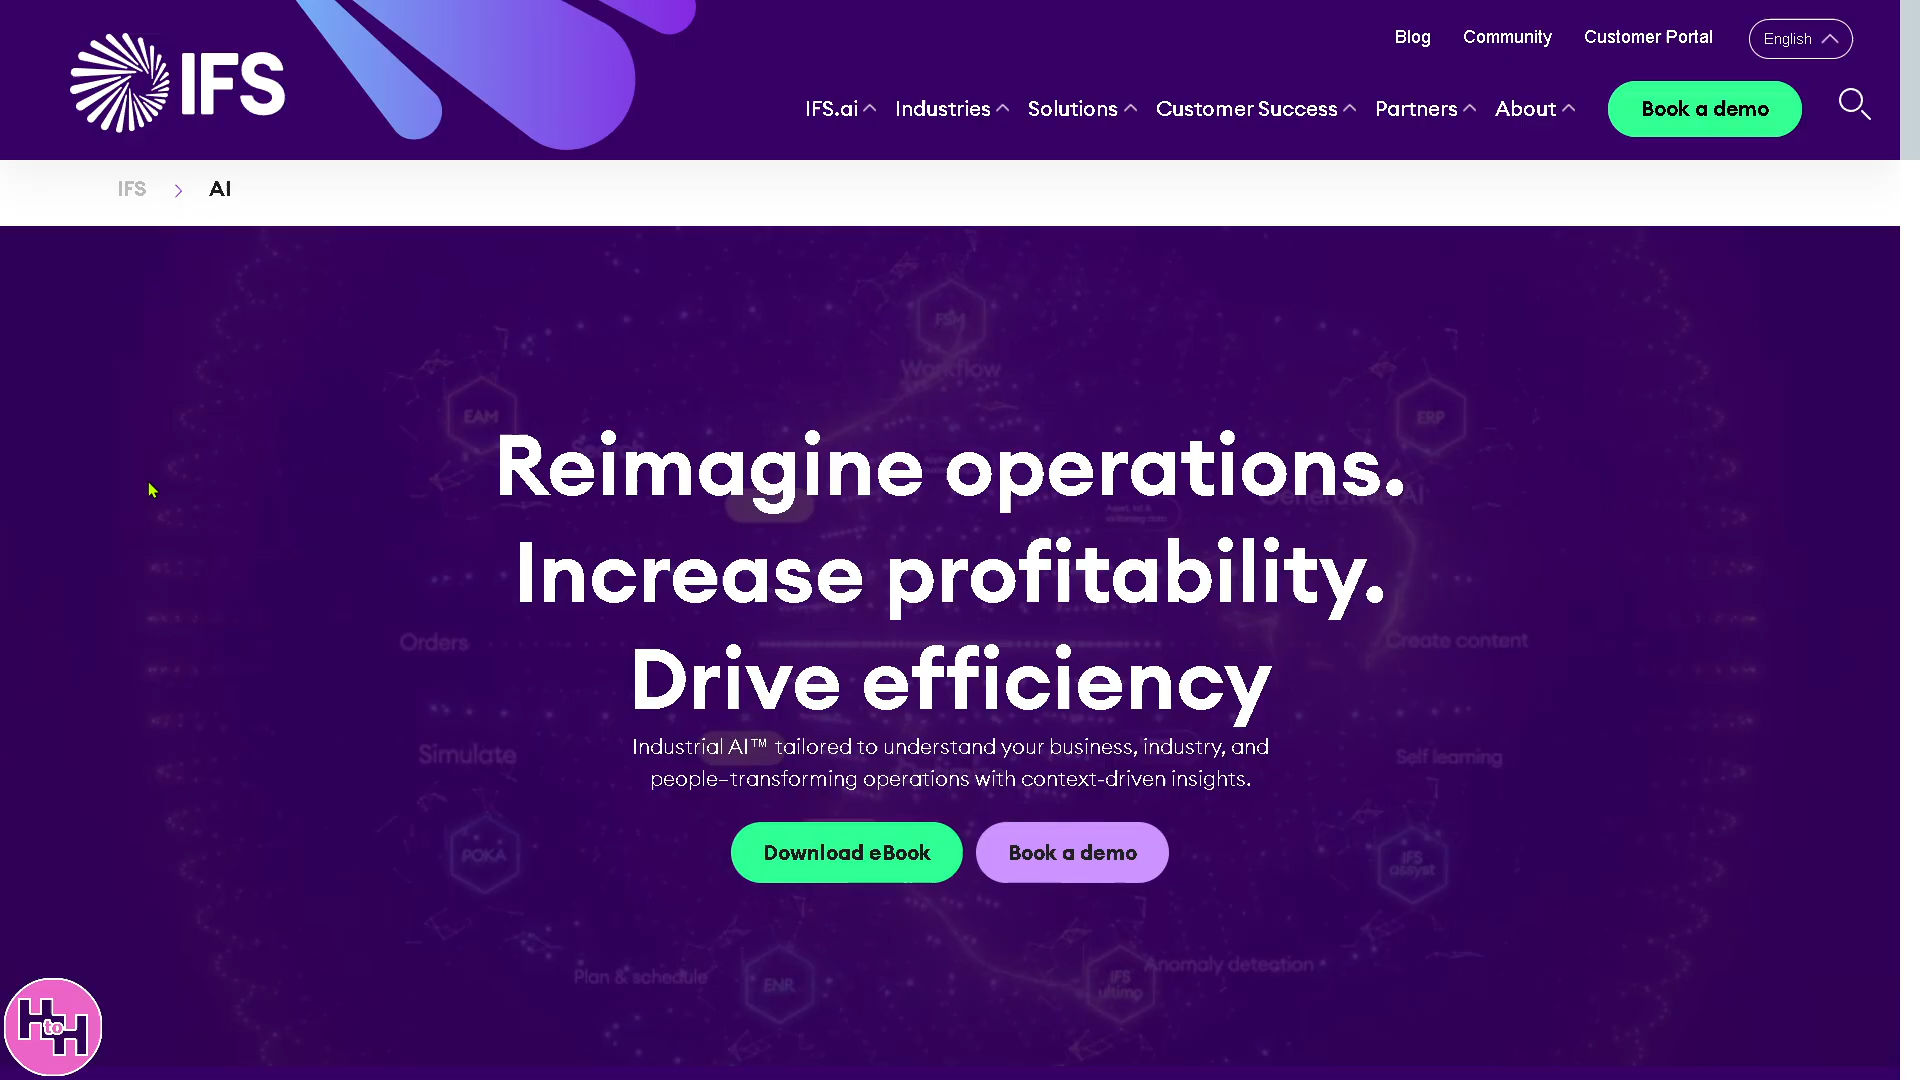 IFS
Blog
Community
Customer Portal
English
IFS.ai
Industries
Solutions
Customer Success
Partners
About
Book a demo
IFS
AI
FSM
Workflow
EAM
ERP
Reimagine operations.
Generative AI
Increase profitability.
Orders
Create content
Drive efficiency
Simulate
Self learning
Industrial AI™ tailored to understand your business, industry, and
people–transforming operations with context-driven insights.
Download eBook
Book a demo
POKA
IFS
assyst
Plan & schedule
ENR
IFS
ultimo
Anomaly detection
H to H